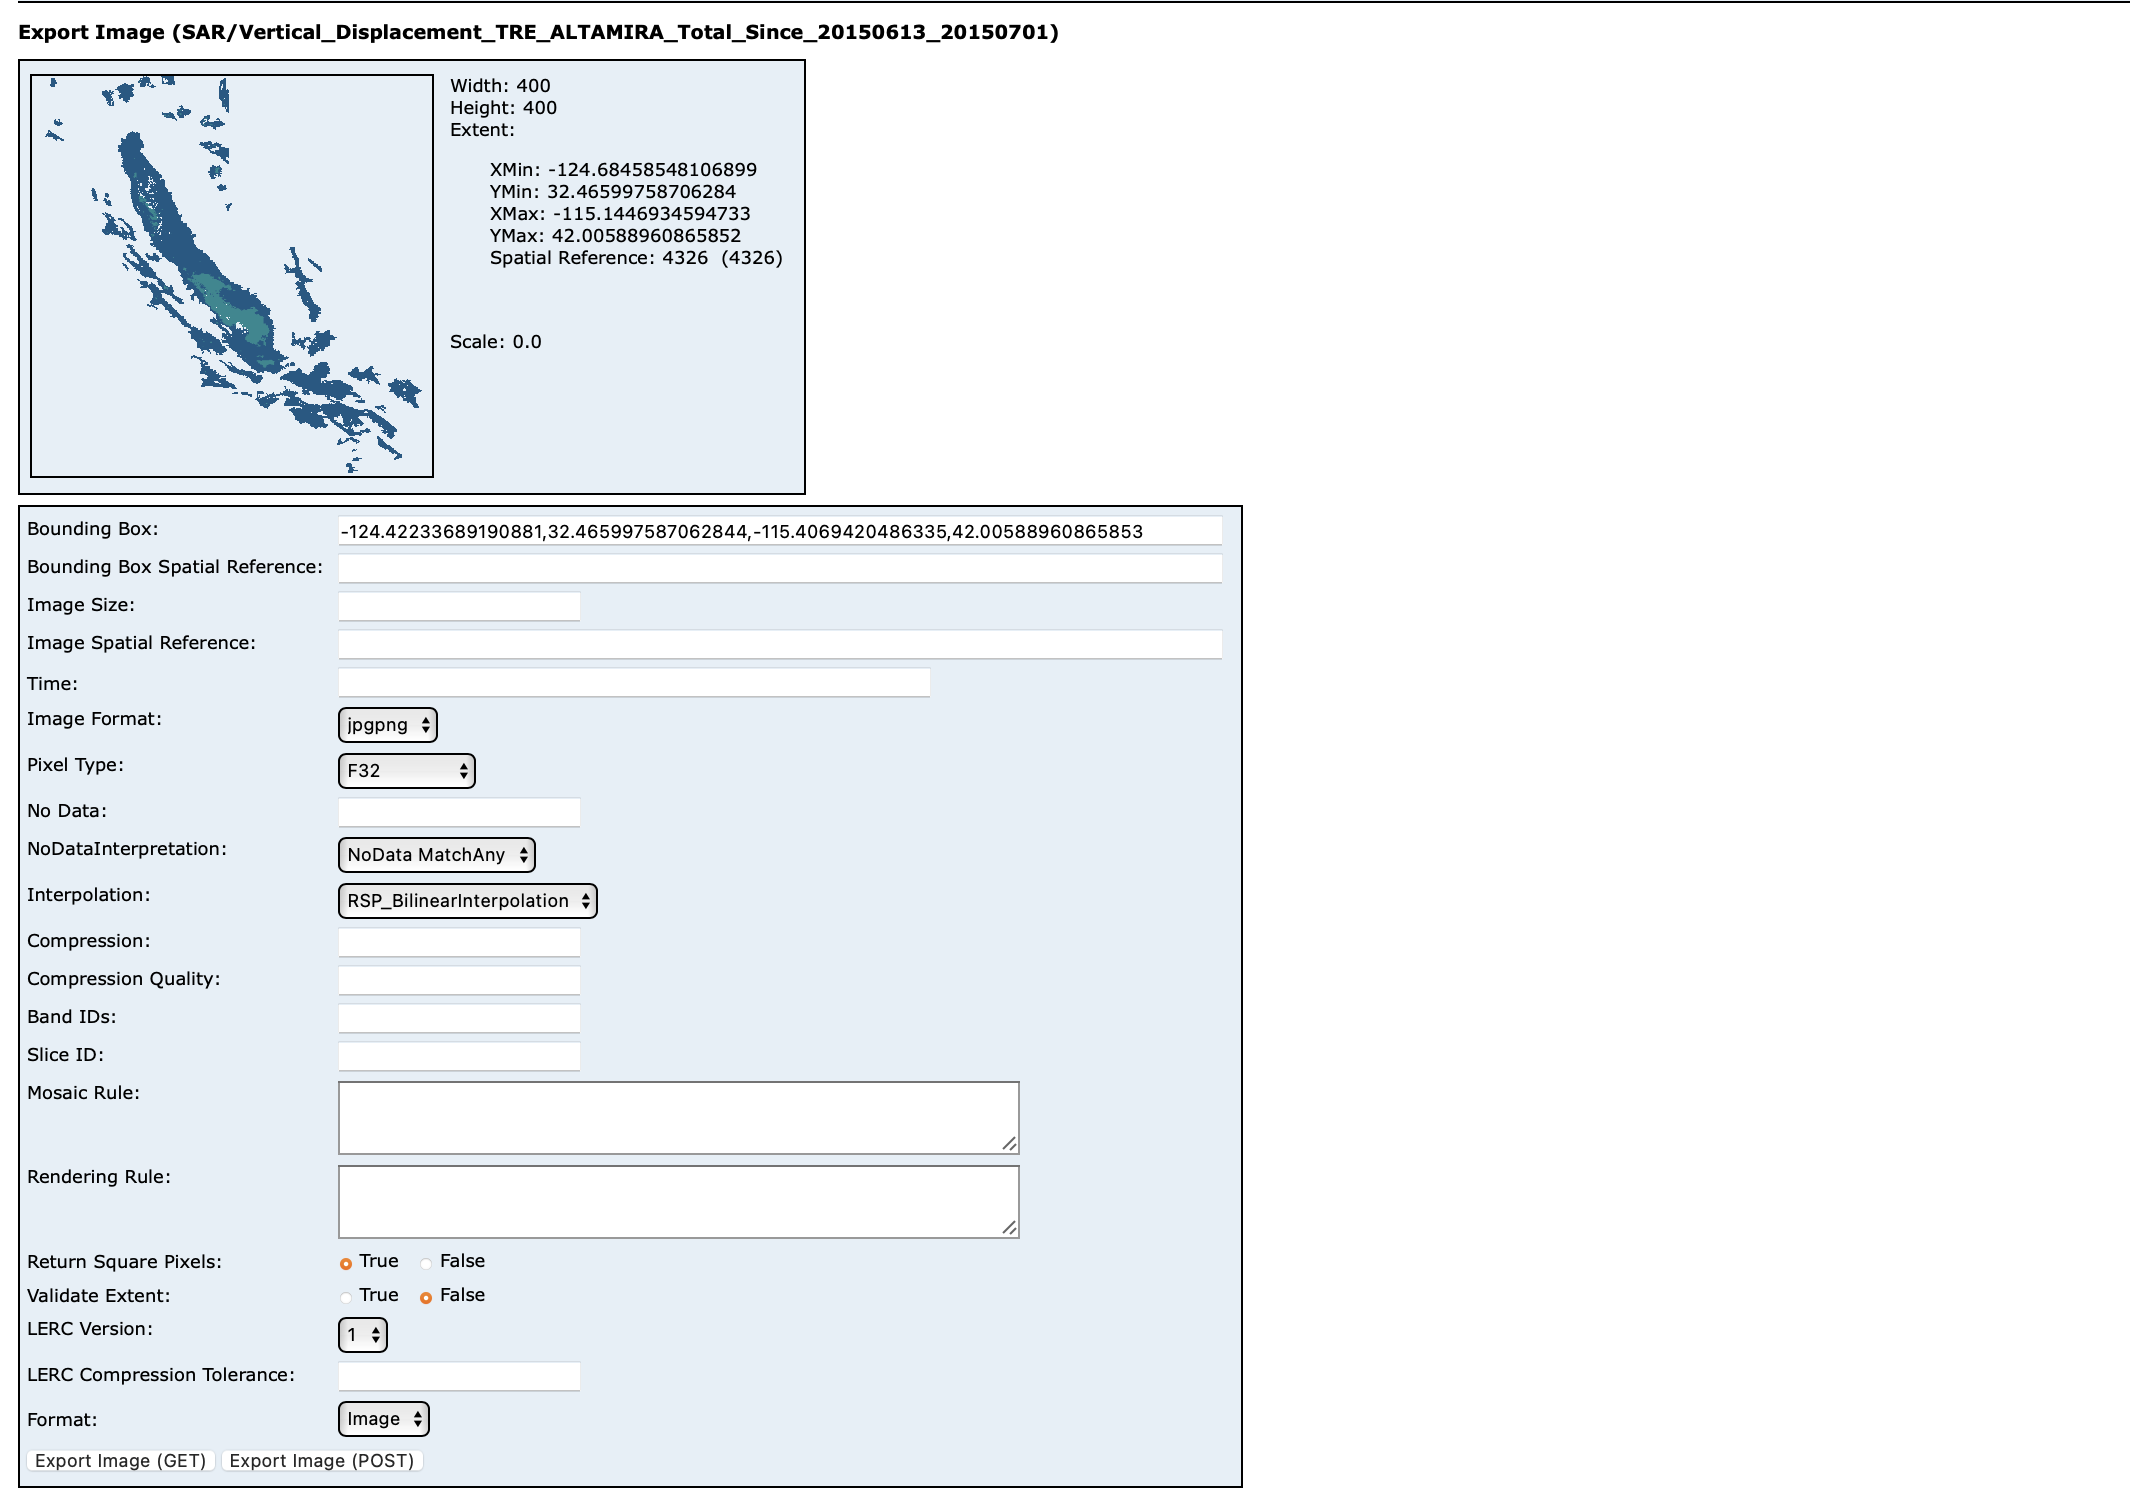 Export Image (SAR/Vertical_Displacement_TRE_ALTAMIRA_Total_Since_20150613_20150701)
Width: 400
Height: 400
Extent:
XMin: -124.68458548106899
YMin: 32.46599758706284
XMax: -115.1446934594733
YMax: 42.00588960865852
Spatial Reference: 4326 (4326)
Scale: 0.0
Bounding Box: -124.42233689190881,32.465997587062844,-115.4069420486335,42.00588960865853
Bounding Box Spatial Reference:
Image Size:
Image Spatial Reference:
Time:
Image Format: jpgpng
Pixel Type: F32
No Data:
NoDataInterpretation: NoData MatchAny
Interpolation: RSP_BilinearInterpolation
Compression:
Compression Quality:
Band IDs:
Slice ID:
Mosaic Rule:
Rendering Rule:
Return Square Pixels: True False
Validate Extent: True False
LERC Version: 1
LERC Compression Tolerance:
Format: Image
Export Image (GET) Export Image (POST)